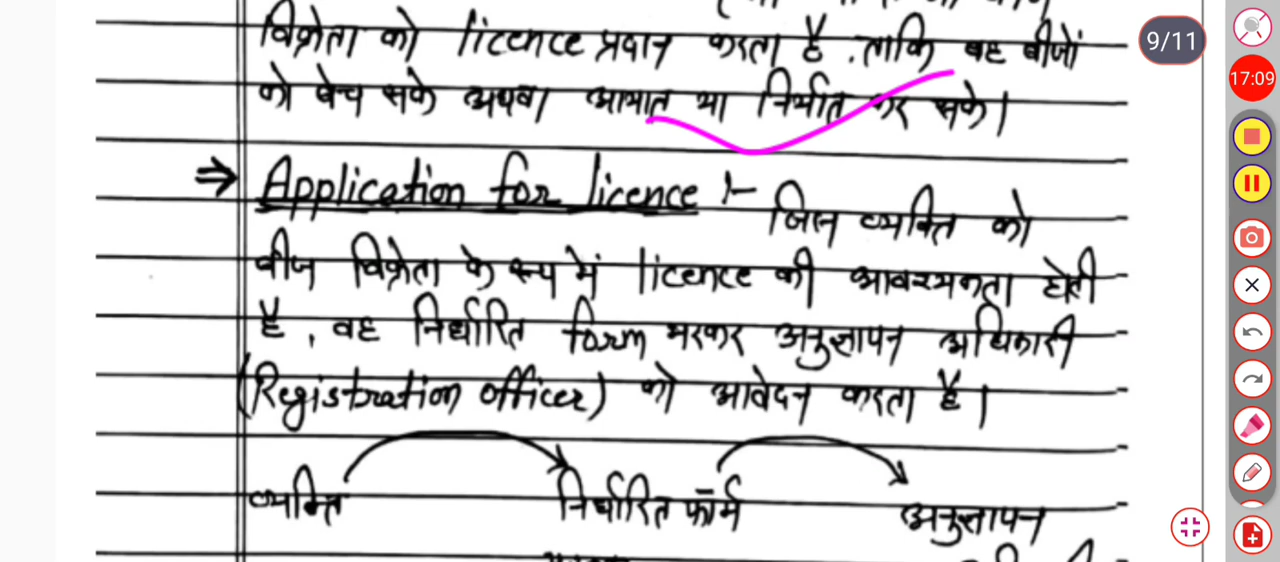 विक्रेता को licence प्रदान करता है . ताकि वह बीजों
को बेच सके अथवा आयात या निर्यात कर सके।
⇒ Application for licence :- जिस व्यक्ति को
बीज विक्रेता के रूप में licence की आवश्यकता होती
है , वह निर्धारित form भरकर अनुज्ञापन अधिकारी
(Registration officer) को आवेदन करता है।
व्यक्ति निर्धारित फॉर्म अनुज्ञापन
9/11
17:09